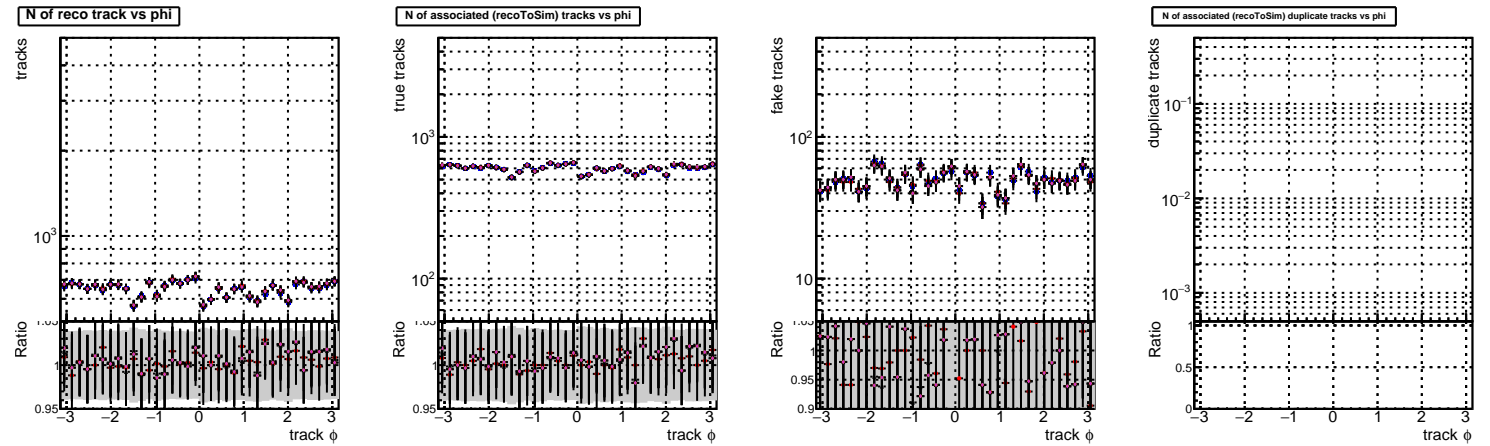 N of reco track vs phi
tracks
10³
Ratio
1
0.95
−3 −2 −1 0 1 2 3
track ϕ
N of associated (recoToSim) tracks vs phi
true tracks
10³
10²
Ratio
1
0.95
−3 −2 −1 0 1 2 3
track ϕ
fake tracks
10²
10
Ratio
1
0.95
−3 −2 −1 0 1 2 3
track ϕ
N of associated (recoToSim) duplicate tracks vs phi
duplicate tracks
10⁻¹
10⁻²
10⁻³
Ratio
1
0.5
0
−3 −2 −1 0 1 2 3
track ϕ